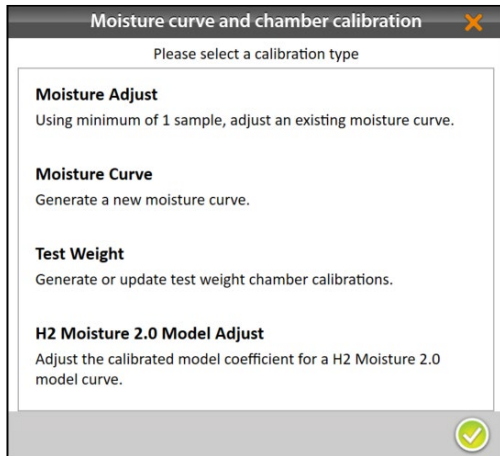 Moisture curve and chamber calibration
Please select a calibration type
Moisture Adjust
Using minimum of 1 sample, adjust an existing moisture curve.
Moisture Curve
Generate a new moisture curve.
Test Weight
Generate or update test weight chamber calibrations.
H2 Moisture 2.0 Model Adjust
Adjust the calibrated model coefficient for a H2 Moisture 2.0
model curve.